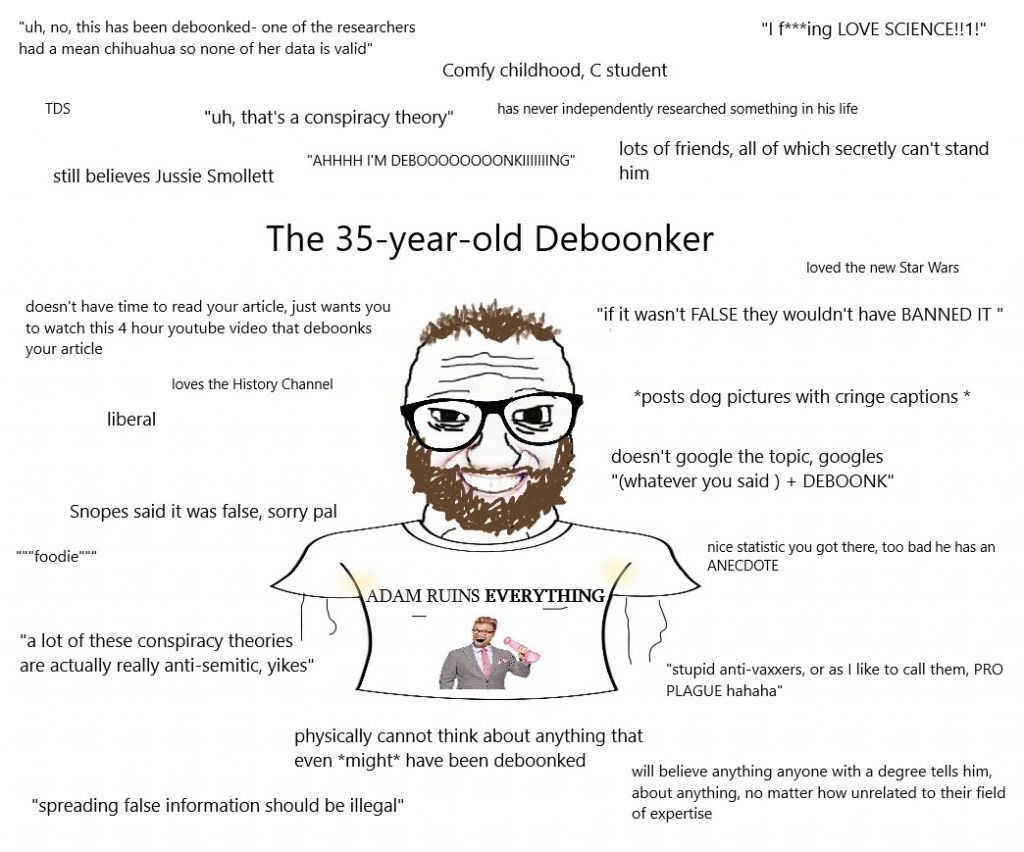 "uh, no, this has been deboonked- one of the researchers
had a mean chihuahua so none of her data is valid"
"I f***ing LOVE SCIENCE!!1!"
Comfy childhood, C student
TDS
"uh, that's a conspiracy theory"
has never independently researched something in his life
"AHHHH I'M DEBOOOOOOOONKIIIIIIING"
lots of friends, all of which secretly can't stand
him
still believes Jussie Smollett
The 35-year-old Deboonker
loved the new Star Wars
doesn't have time to read your article, just wants you
to watch this 4 hour youtube video that deboonks
your article
"if it wasn't FALSE they wouldn't have BANNED IT "
loves the History Channel
*posts dog pictures with cringe captions *
liberal
doesn't google the topic, googles
"(whatever you said ) + DEBOONK"
Snopes said it was false, sorry pal
"""foodie"""
nice statistic you got there, too bad he has an
ANECDOTE
ADAM RUINS EVERYTHING
"a lot of these conspiracy theories
are actually really anti-semitic, yikes"
"stupid anti-vaxxers, or as I like to call them, PRO
PLAGUE hahaha"
physically cannot think about anything that
even *might* have been deboonked
will believe anything anyone with a degree tells him,
about anything, no matter how unrelated to their field
of expertise
"spreading false information should be illegal"